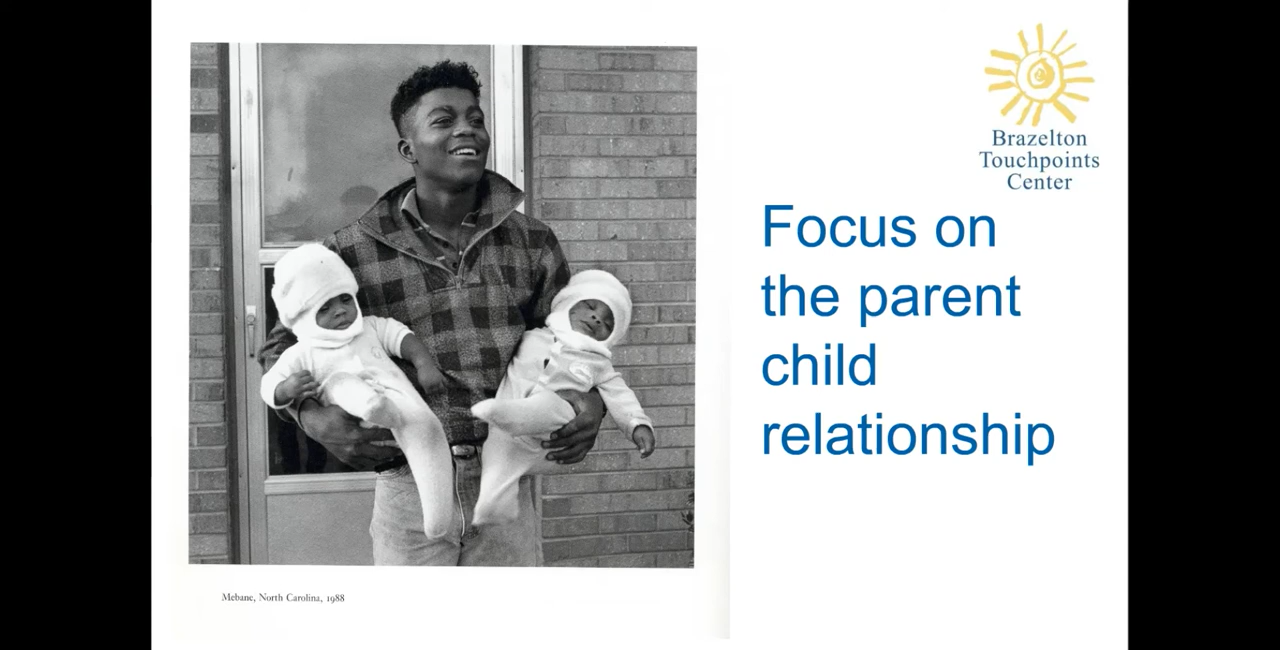 Brazelton
Touchpoints
Center
Focus on
the parent
child
relationship
Mebane, North Carolina, 1988